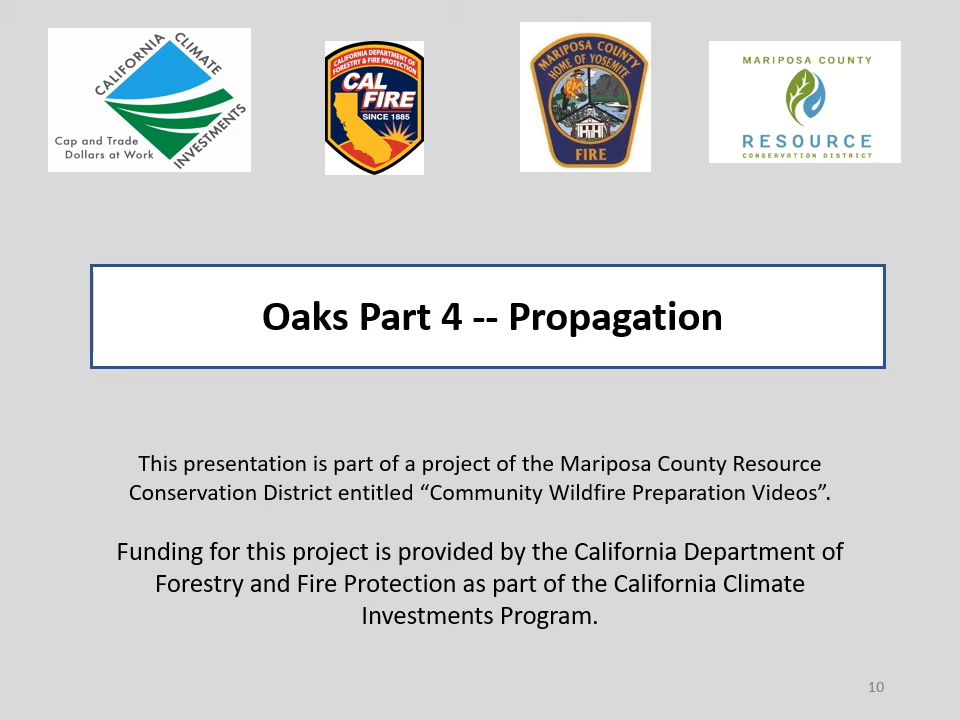 CALIFORNIA CLIMATE
INVESTMENTS
Cap and Trade
Dollars at Work
CALIFORNIA DEPARTMENT OF
FORESTRY & FIRE PROTECTION
CAL
FIRE
SINCE 1885
MARIPOSA COUNTY
HOME OF YOSEMITE
FIRE
MARIPOSA COUNTY
RESOURCE
CONSERVATION DISTRICT
Oaks Part 4 -- Propagation
This presentation is part of a project of the Mariposa County Resource
Conservation District entitled “Community Wildfire Preparation Videos”.
Funding for this project is provided by the California Department of
Forestry and Fire Protection as part of the California Climate
Investments Program.
10